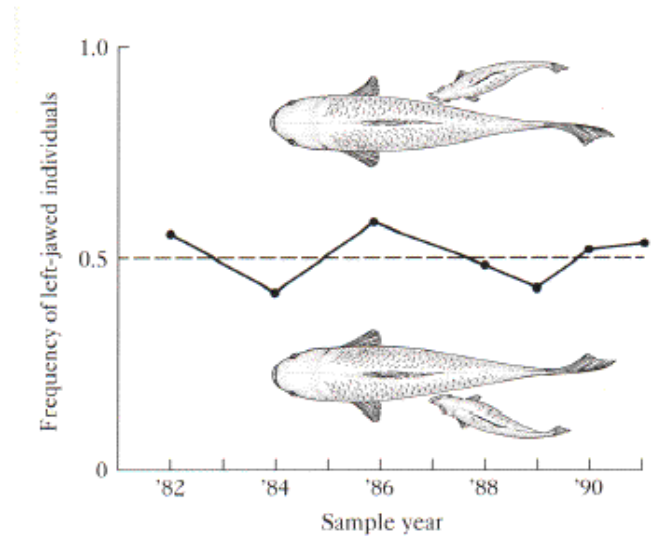 1.0
Frequency of left-jawed individuals
0.5
0
'82 '84 '86 '88 '90
Sample year